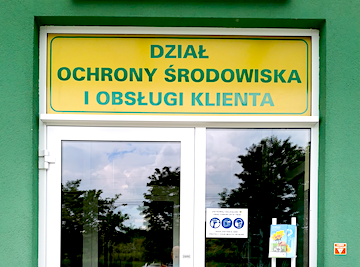 DZIAŁ
OCHRONY ŚRODOWISKA
I OBSŁUGI KLIENTA